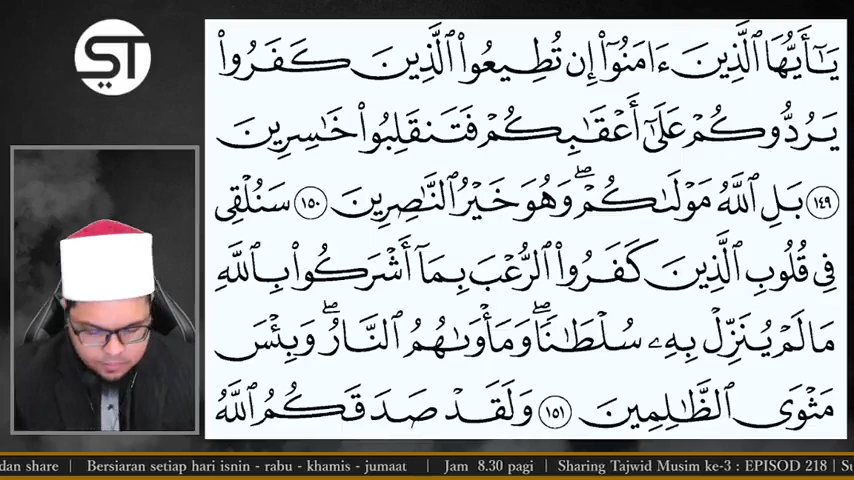 ST
يَـٰٓأَيُّهَا ٱلَّذِينَ ءَامَنُوٓا۟ إِن تُطِيعُوا۟ ٱلَّذِينَ كَفَرُوا۟
يَرُدُّوكُمْ عَلَىٰٓ أَعْقَـٰبِكُمْ فَتَنقَلِبُوا۟ خَـٰسِرِينَ
١٤٩ بَلِ ٱللَّهُ مَوْلَىٰكُمْ ۖ وَهُوَ خَيْرُ ٱلنَّـٰصِرِينَ ١٥٠ سَنُلْقِى
فِى قُلُوبِ ٱلَّذِينَ كَفَرُوا۟ ٱلرُّعْبَ بِمَآ أَشْرَكُوا۟ بِٱللَّهِ
مَا لَمْ يُنَزِّلْ بِهِۦ سُلْطَـٰنًا ۖ وَمَأْوَىٰهُمُ ٱلنَّارُ ۖ وَبِئْسَ
مَثْوَى ٱلظَّـٰلِمِينَ ١٥١ وَلَقَدْ صَدَقَكُمُ ٱللَّهُ
dan share | Bersiaran setiap hari isnin - rabu - khamis - jumaat | Jam 8.30 pagi | Sharing Tajwid Musim ke-3 : EPISOD 218 |